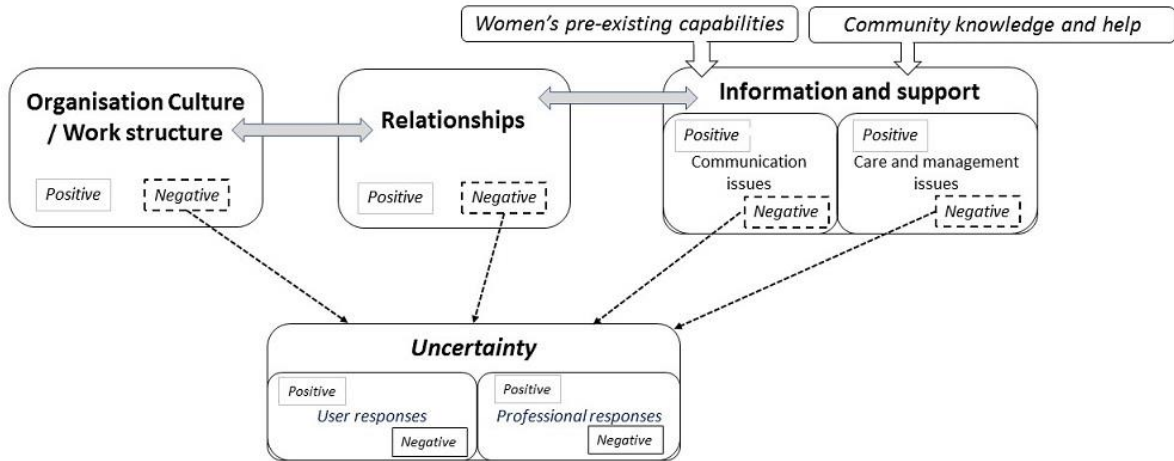 Women's pre-existing capabilities
Community knowledge and help
Organisation Culture
/ Work structure
Positive
Negative
Relationships
Positive
Negative
Information and support
Positive
Communication
issues
Negative
Positive
Care and management
issues
Negative
Uncertainty
Positive
User responses
Negative
Positive
Professional responses
Negative